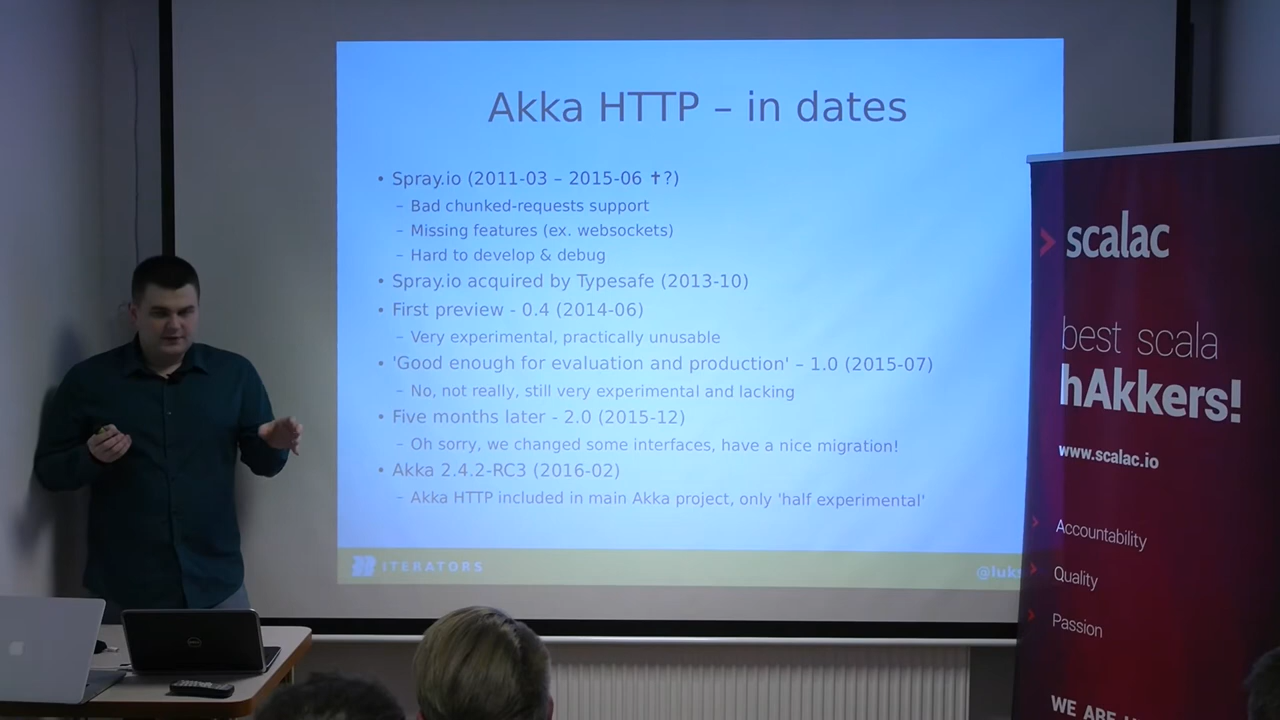 Akka HTTP – in dates
• Spray.io (2011-03 – 2015-06 ✝?)
– Bad chunked-requests support
– Missing features (ex. websockets)
– Hard to develop & debug
• Spray.io acquired by Typesafe (2013-10)
• First preview - 0.4 (2014-06)
– Very experimental, practically unusable
• 'Good enough for evaluation and production' – 1.0 (2015-07)
– No, not really, still very experimental and lacking
• Five months later - 2.0 (2015-12)
– Oh sorry, we changed some interfaces, have a nice migration!
• Akka 2.4.2-RC3 (2016-02)
– Akka HTTP included in main Akka project, only 'half experimental'
ITERATORS
scalac
best scala
hAkkers!
www.scalac.io
Accountability
Quality
Passion
WE ARE